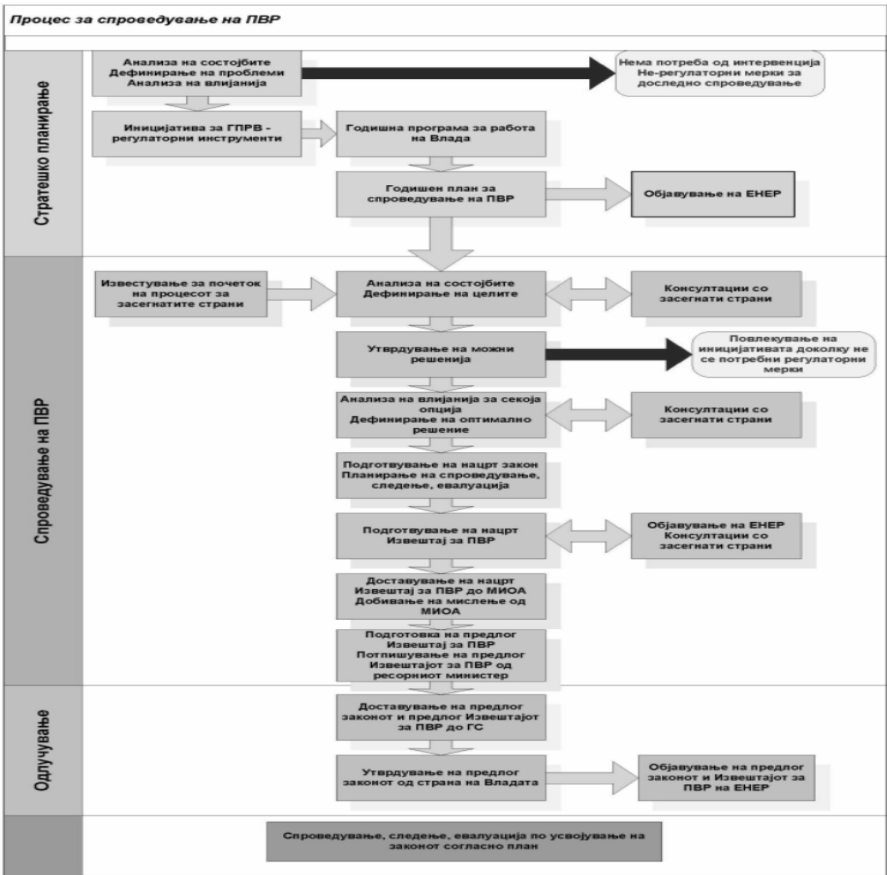 Процес за спроведување на ПВР
Стратешко планирање
Анализа на состојбите
Дефинирање на проблеми
Анализа на влијанија
Нема потреба од интервенција
Не-регулаторни мерки за
доследно спроведување
Иницијатива за ГПРВ -
регулаторни инструменти
Годишна програма за работа
на Влада
Годишен план за
спроведување на ПВР
Објавување на ЕНЕР
Спроведување на ПВР
Известување за почеток
на процесот за
засегнатите страни
Анализа на состојбите
Дефинирање на целите
Консултации со
засегнати страни
Утврдување на можни
решенија
Повлекување на
иницијативата доколку не
се потребни регулаторни
мерки
Анализа на влијанија за секоја
опција
Дефинирање на оптимално
решение
Консултации со
засегнати страни
Подготвување на нацрт закон
Планирање на спроведување,
следење, евалуација
Подготвување на нацрт
Извештај за ПВР
Објавување на ЕНЕР
Консултации со
засегнати страни
Доставување на нацрт
Извештај за ПВР до МИОА
Добивање на мислење од
МИОА
Подготовка на предлог
Извештај за ПВР
Потпишување на предлог
Извештајот за ПВР од
ресорниот министер
Одлучување
Доставување на предлог
законот и предлог Извештајот
за ПВР до ГС
Утврдување на предлог
законот од страна на Владата
Објавување на предлог
законот и Извештајот за
ПВР на ЕНЕР
Спроведување, следење, евалуација по усвојување на
законот согласно план